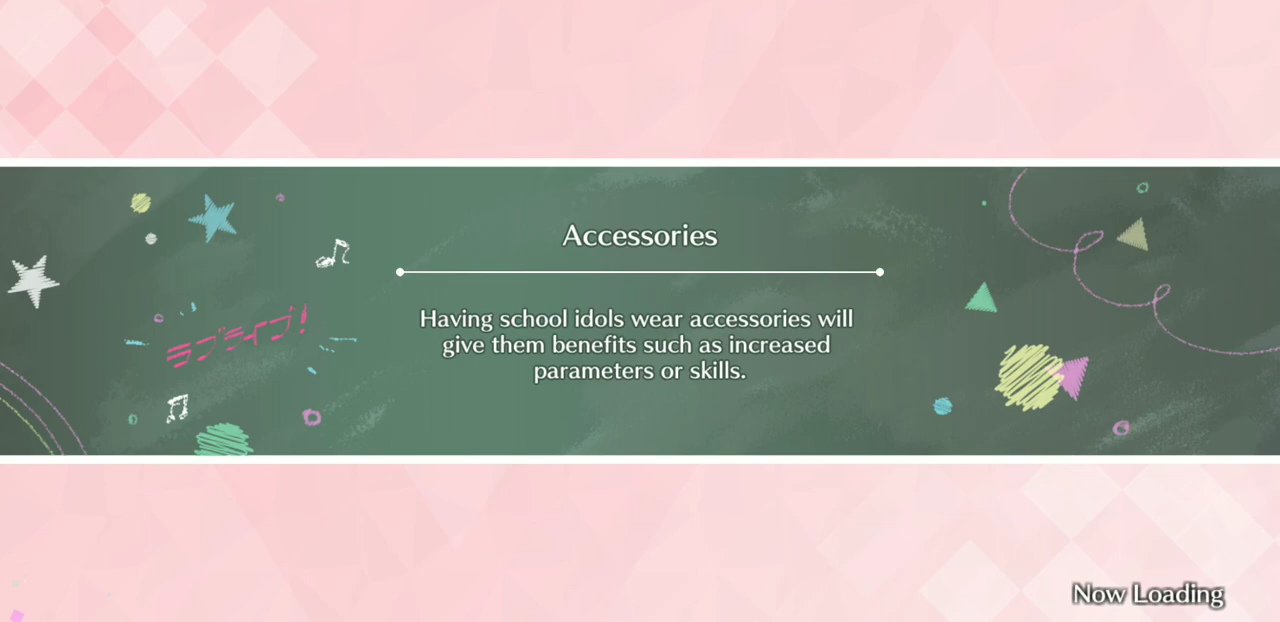 Accessories
ラブライブ!
Having school idols wear accessories will
give them benefits such as increased
parameters or skills.
Now Loading